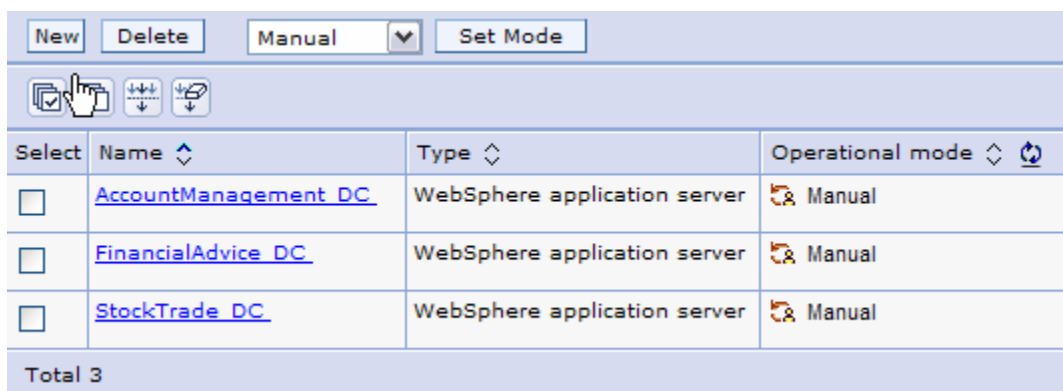 New Delete Manual Set Mode
Select Name Type Operational mode
AccountManagement_DC WebSphere application server Manual
FinancialAdvice_DC WebSphere application server Manual
StockTrade_DC WebSphere application server Manual
Total 3